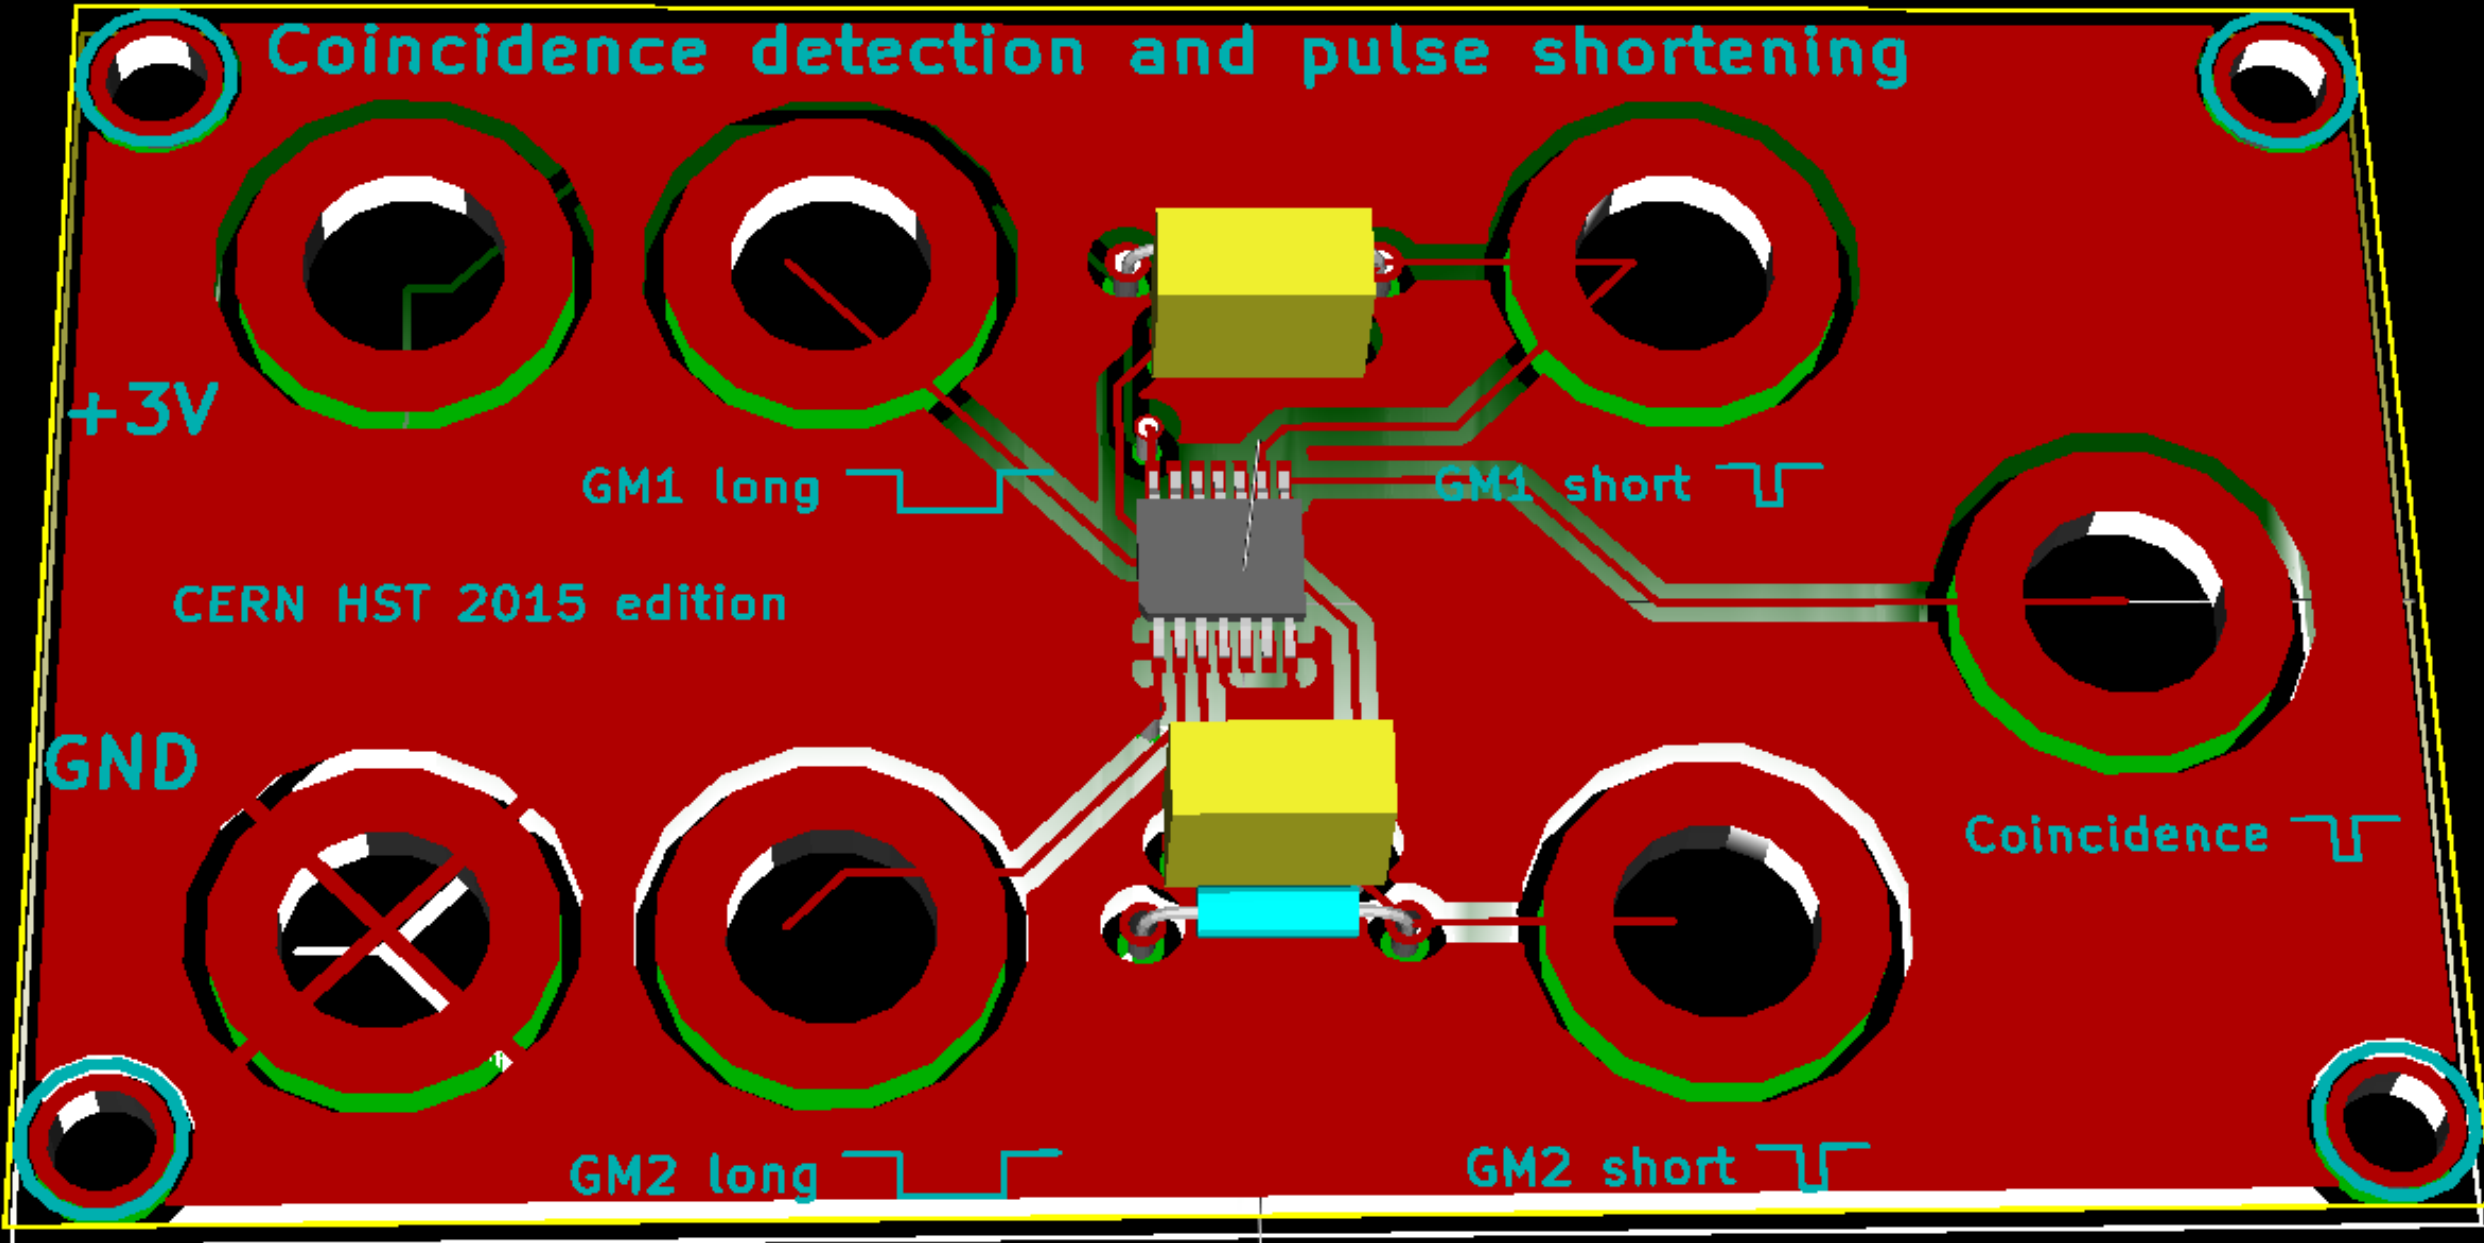 Coincidence detection and pulse shortening
+3V
GM1 long
GM1 short
CERN HST 2015 edition
GND
Coincidence
GM2 long
GM2 short